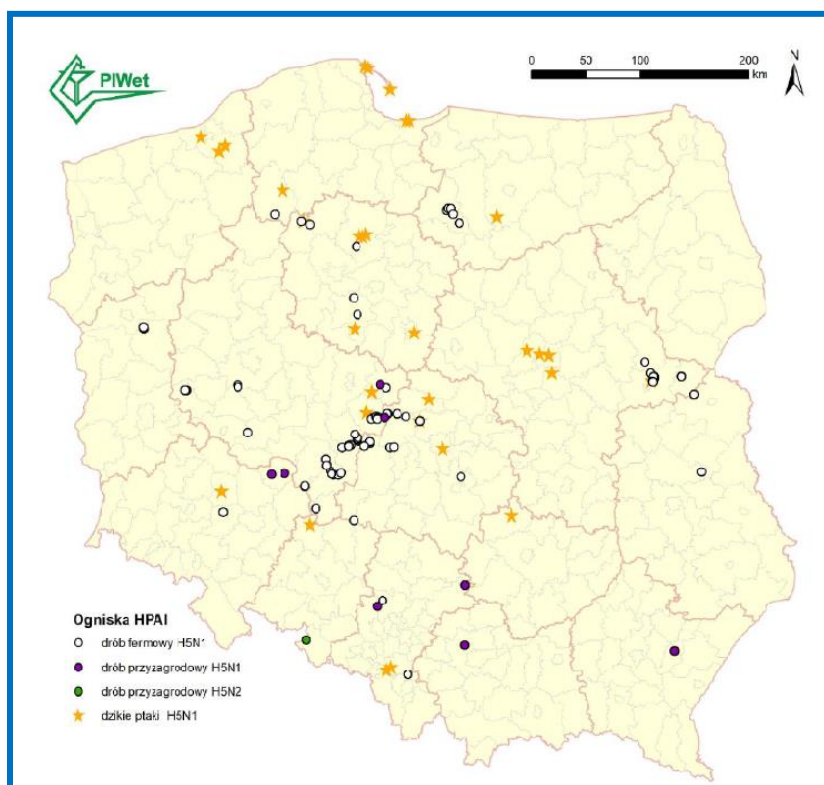 PIWet
0 50 100 200
km
N
Ogniska HPAI
drób fermowy H5N1
drób przyzagrodowy H5N1
drób przyzagrodowy H5N2
dzikie ptaki H5N1